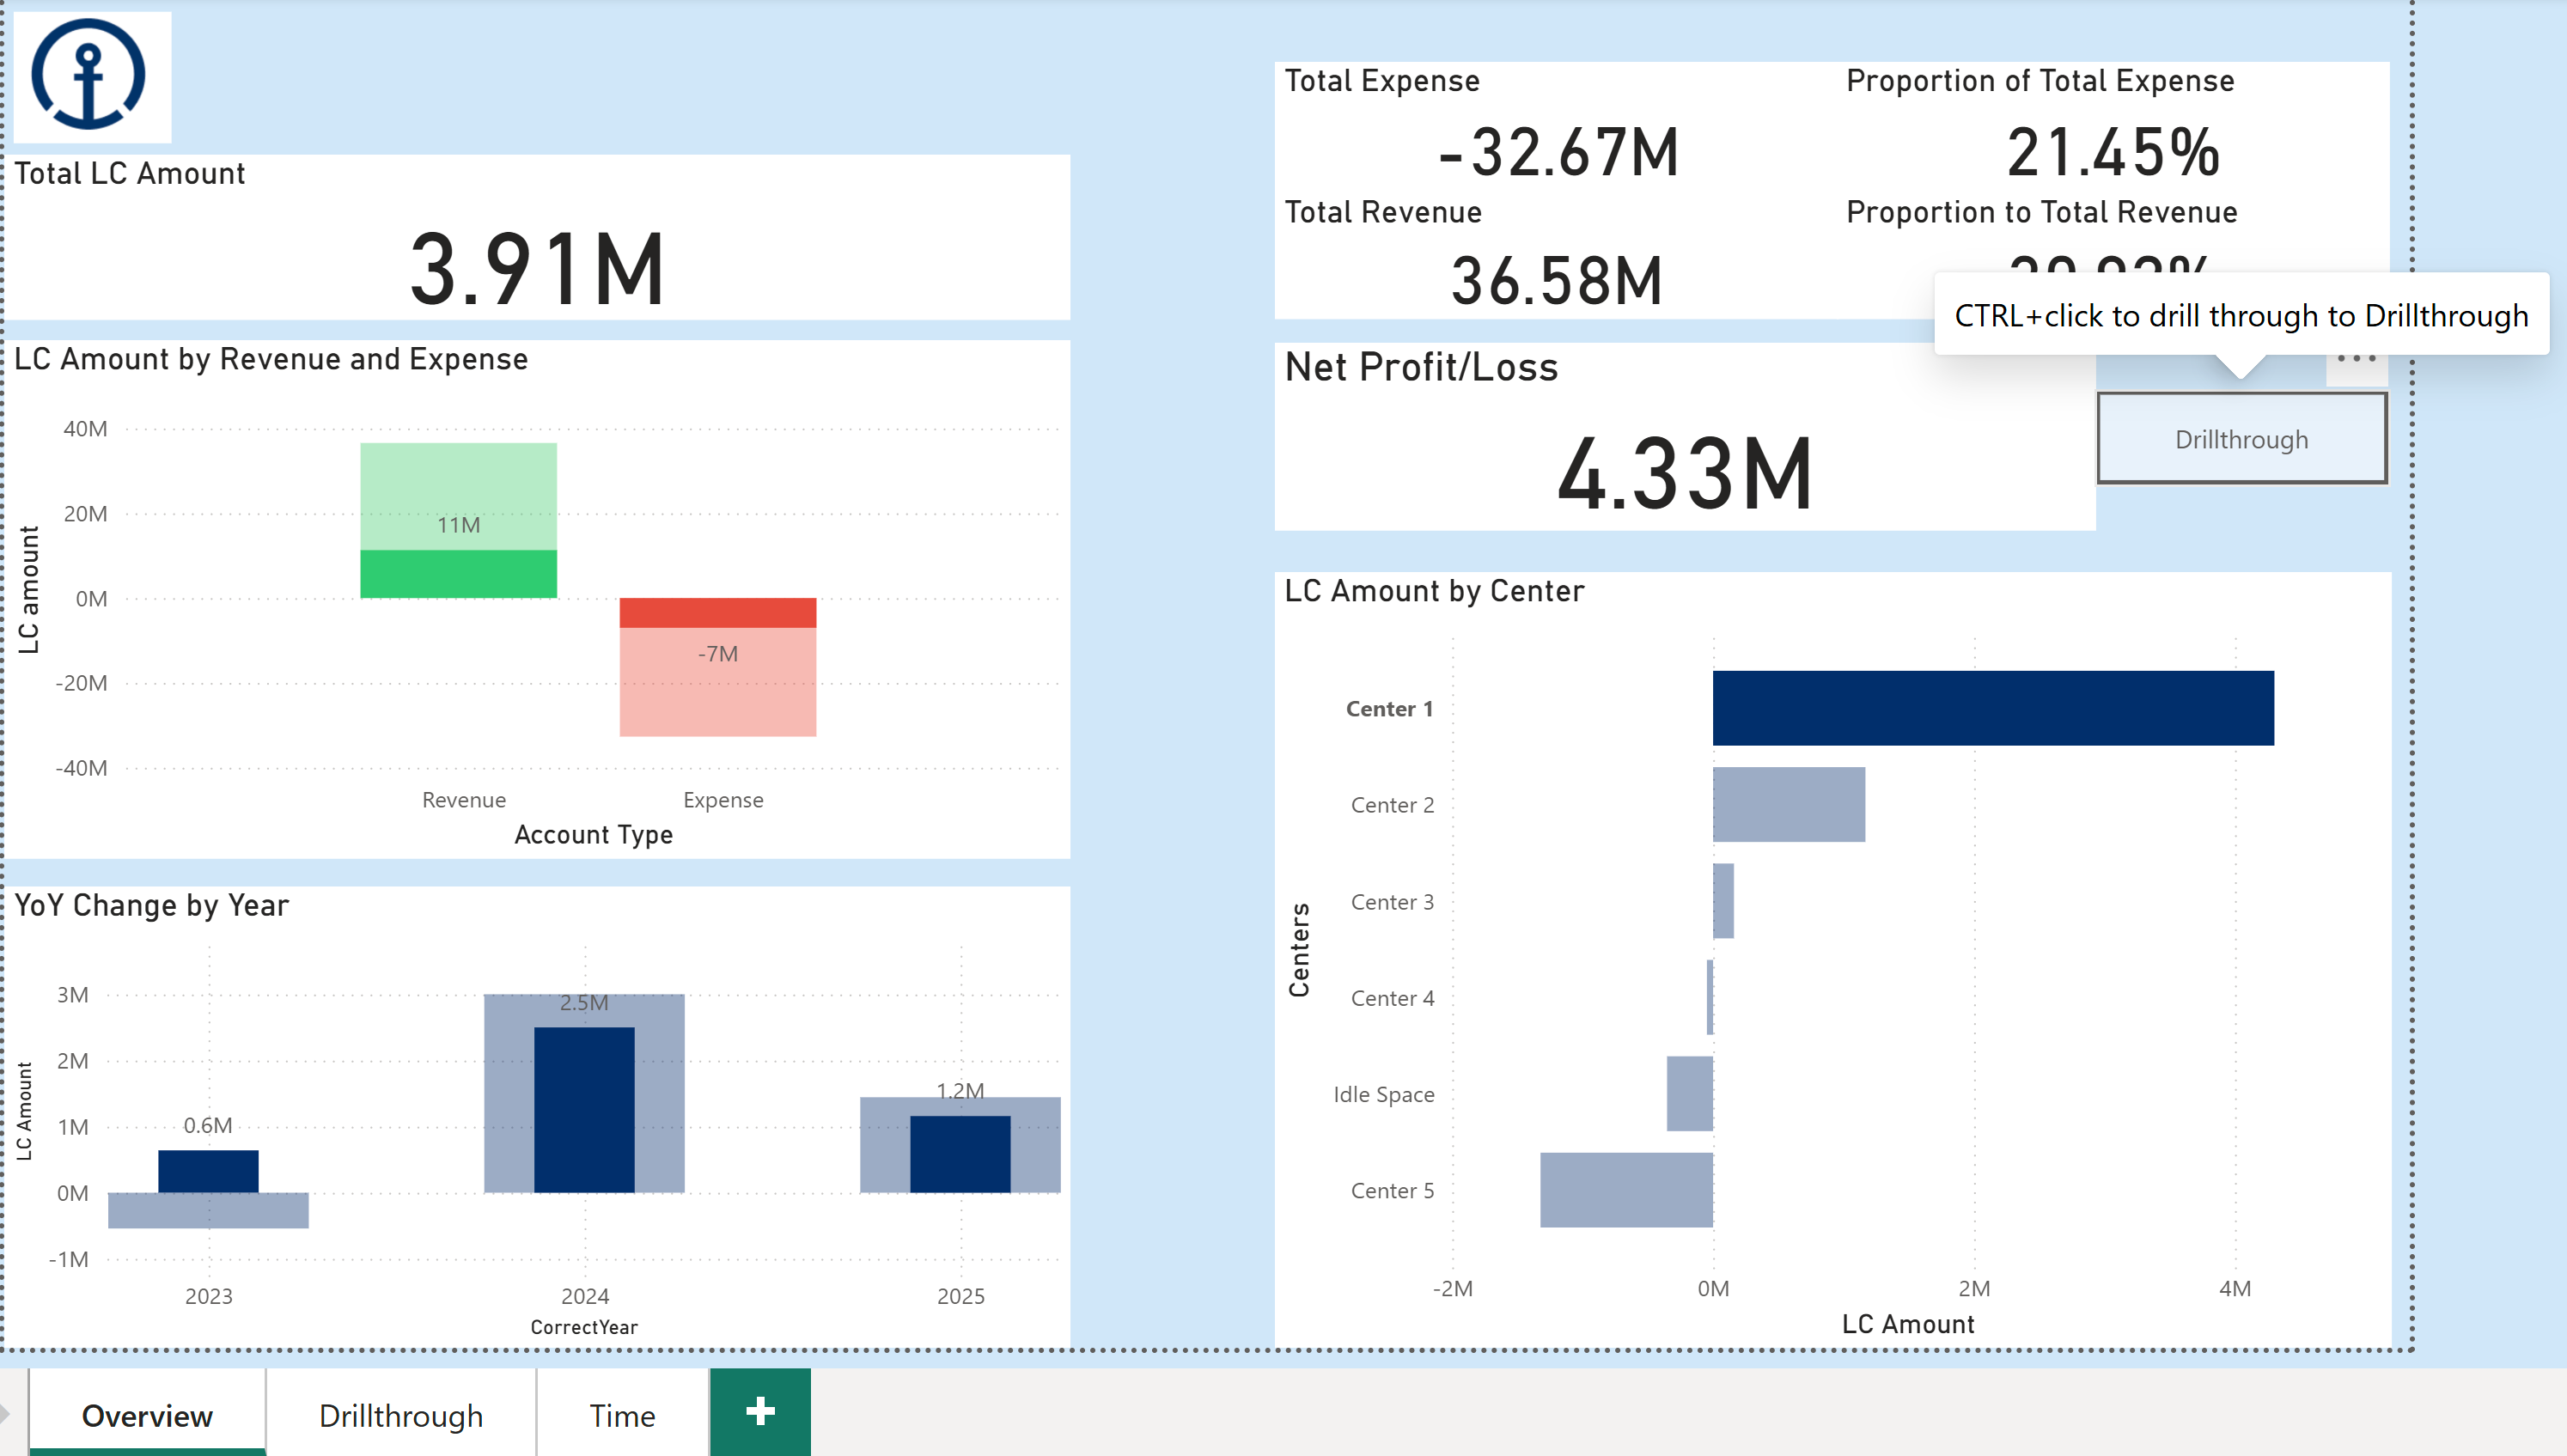 Total LC Amount
3.91M
Total Expense
-32.67M
Proportion of Total Expense
21.45%
Total Revenue
36.58M
Proportion to Total Revenue
CTRL+click to drill through to Drillthrough
Net Profit/Loss
4.33M
Drillthrough
LC Amount by Revenue and Expense
LC amount
40M
20M
0M
-20M
-40M
11M
-7M
Revenue
Expense
Account Type
YoY Change by Year
LC Amount
3M
2M
1M
0M
-1M
0.6M
2.5M
1.2M
2023
2024
2025
CorrectYear
LC Amount by Center
Centers
Center 1
Center 2
Center 3
Center 4
Idle Space
Center 5
-2M
0M
2M
4M
LC Amount
Overview
Drillthrough
Time
+